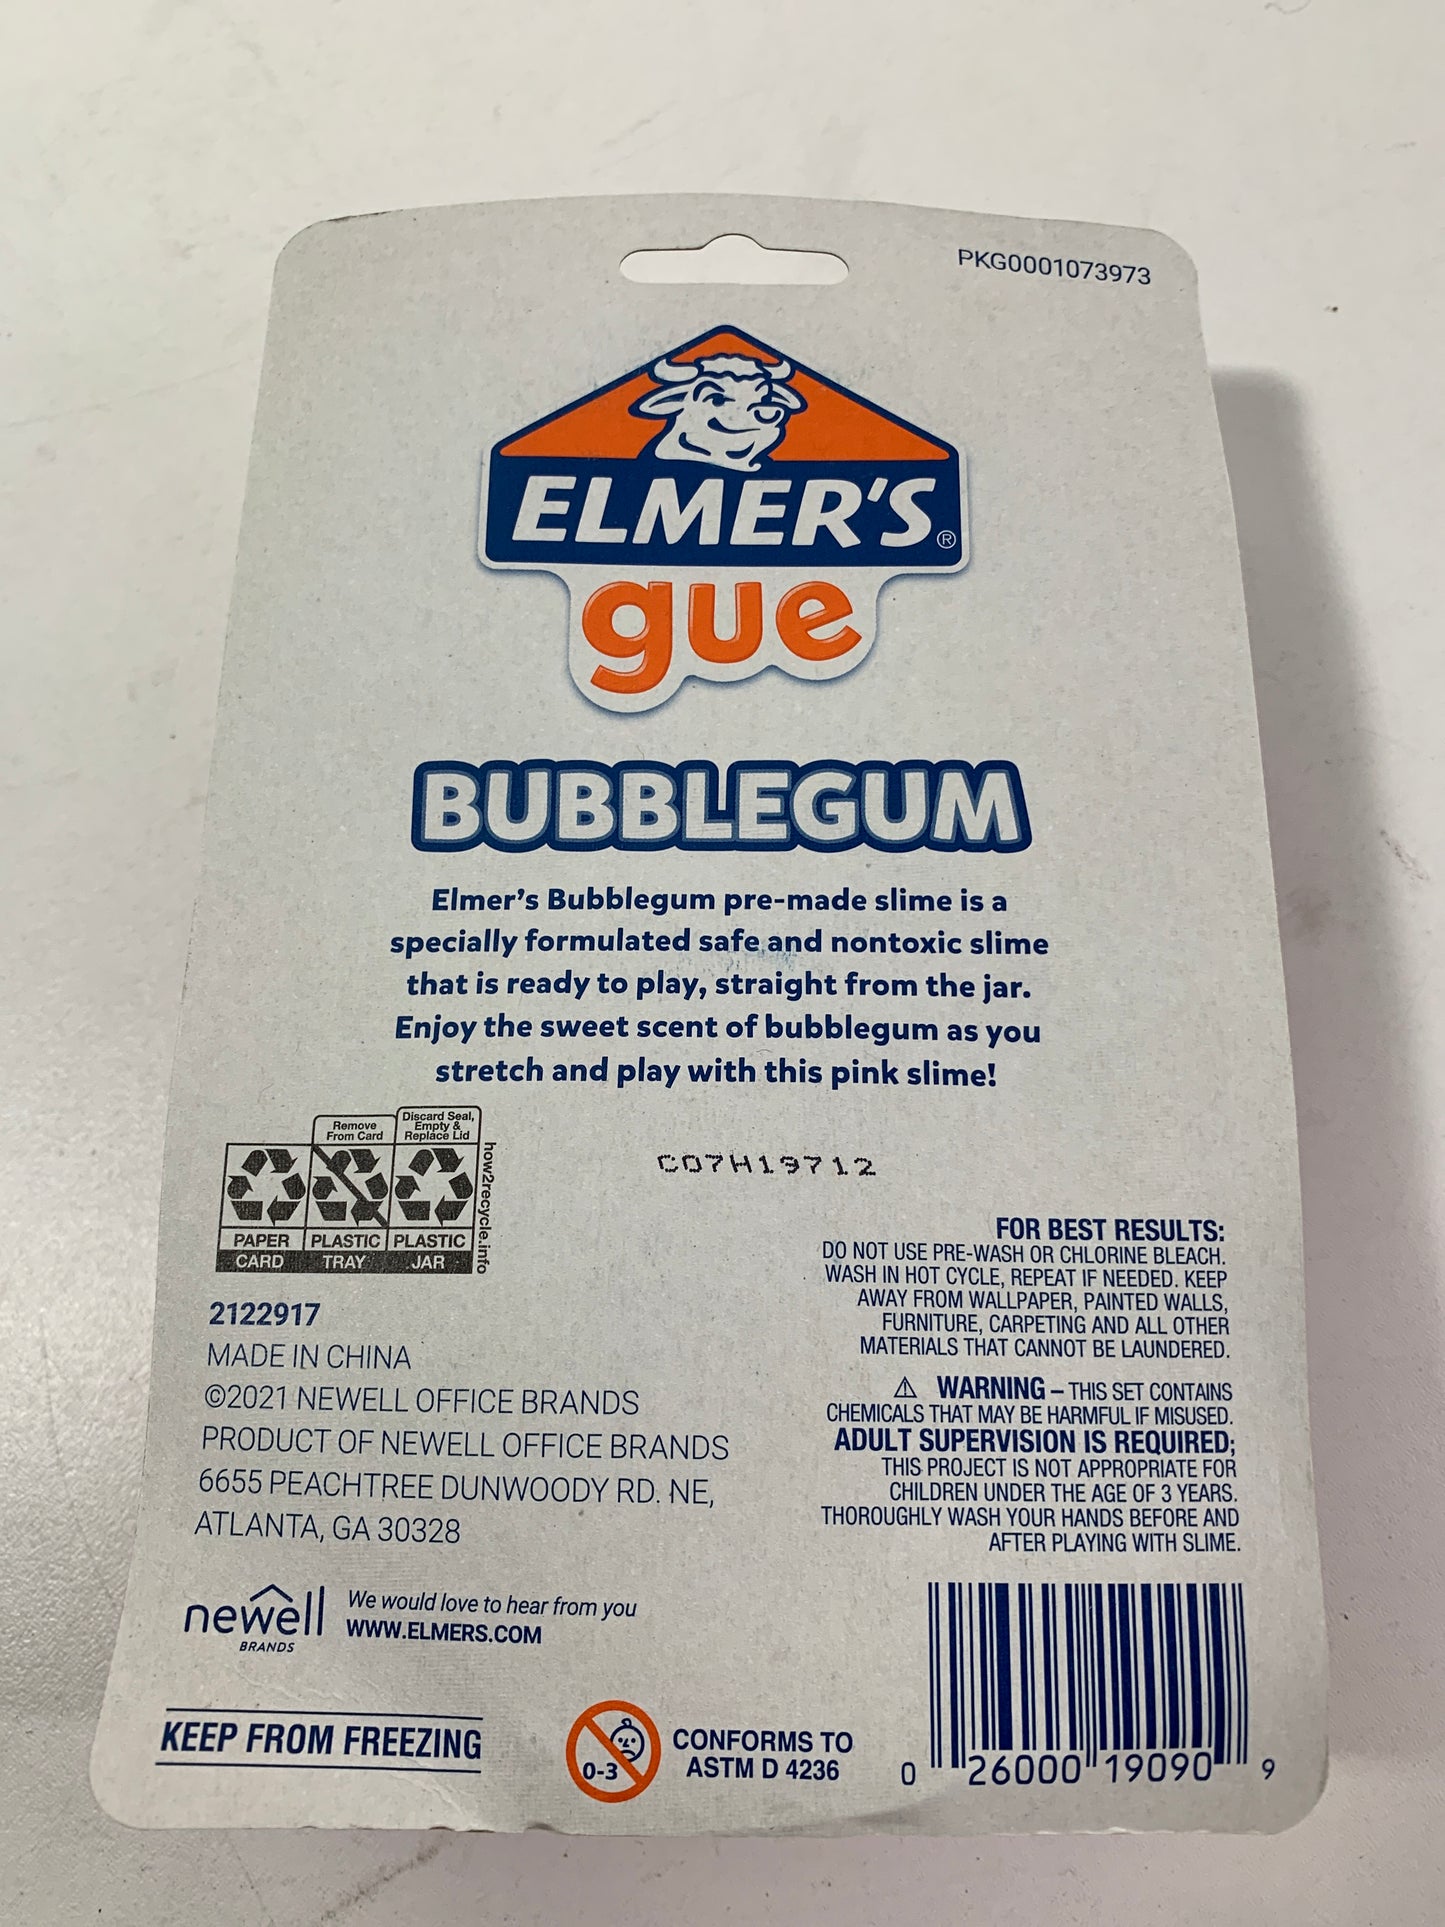 PKG0001073973
ELMER'S®
gue
BUBBLEGUM
Elmer's Bubblegum pre-made slime is a
specially formulated safe and nontoxic slime
that is ready to play, straight from the jar.
Enjoy the sweet scent of bubblegum as you
stretch and play with this pink slime!
Remove
From Card
Discard Seal,
Empty &
Replace Lid
PAPER
CARD
PLASTIC
TRAY
PLASTIC
JAR
how2recycle.info
C07H19712
2122917
MADE IN CHINA
©2021 NEWELL OFFICE BRANDS
PRODUCT OF NEWELL OFFICE BRANDS
6655 PEACHTREE DUNWOODY RD. NE,
ATLANTA, GA 30328
FOR BEST RESULTS:
DO NOT USE PRE-WASH OR CHLORINE BLEACH.
WASH IN HOT CYCLE, REPEAT IF NEEDED. KEEP
AWAY FROM WALLPAPER, PAINTED WALLS,
FURNITURE, CARPETING AND ALL OTHER
MATERIALS THAT CANNOT BE LAUNDERED.
⚠ WARNING – THIS SET CONTAINS
CHEMICALS THAT MAY BE HARMFUL IF MISUSED.
ADULT SUPERVISION IS REQUIRED;
THIS PROJECT IS NOT APPROPRIATE FOR
CHILDREN UNDER THE AGE OF 3 YEARS.
THOROUGHLY WASH YOUR HANDS BEFORE AND
AFTER PLAYING WITH SLIME.
newell
BRANDS
We would love to hear from you
WWW.ELMERS.COM
KEEP FROM FREEZING
0-3
CONFORMS TO
ASTM D 4236
0 26000 19090 9